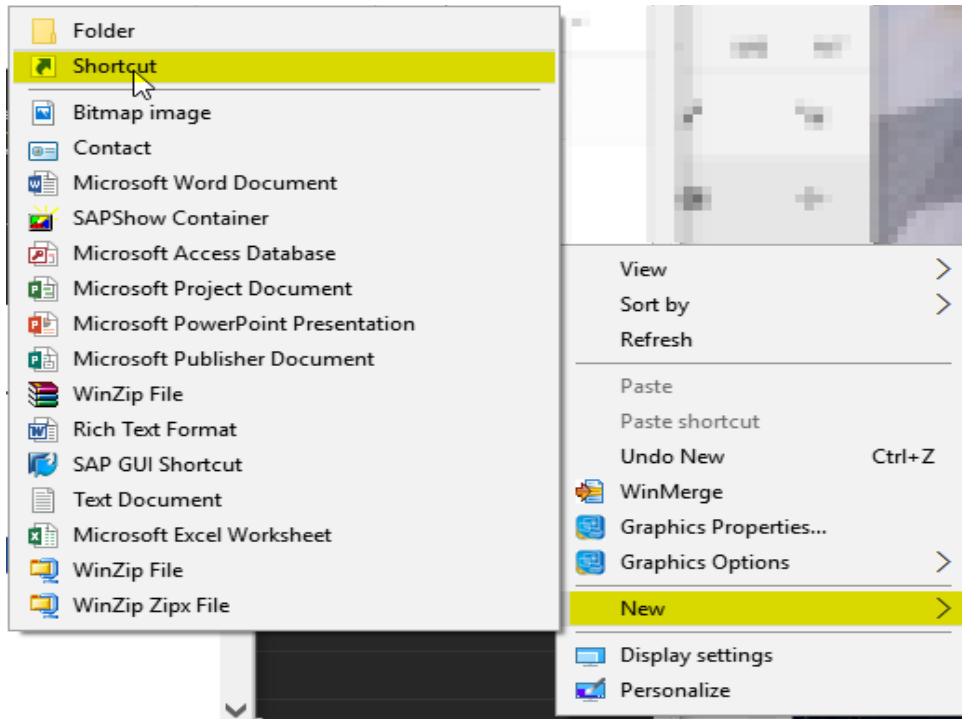 Folder
Shortcut
Bitmap image
Contact
Microsoft Word Document
SAPShow Container
Microsoft Access Database
Microsoft Project Document
Microsoft PowerPoint Presentation
Microsoft Publisher Document
WinZip File
Rich Text Format
SAP GUI Shortcut
Text Document
Microsoft Excel Worksheet
WinZip File
WinZip Zipx File
View
Sort by
Refresh
Paste
Paste shortcut
Undo New Ctrl+Z
WinMerge
Graphics Properties...
Graphics Options
New
Display settings
Personalize